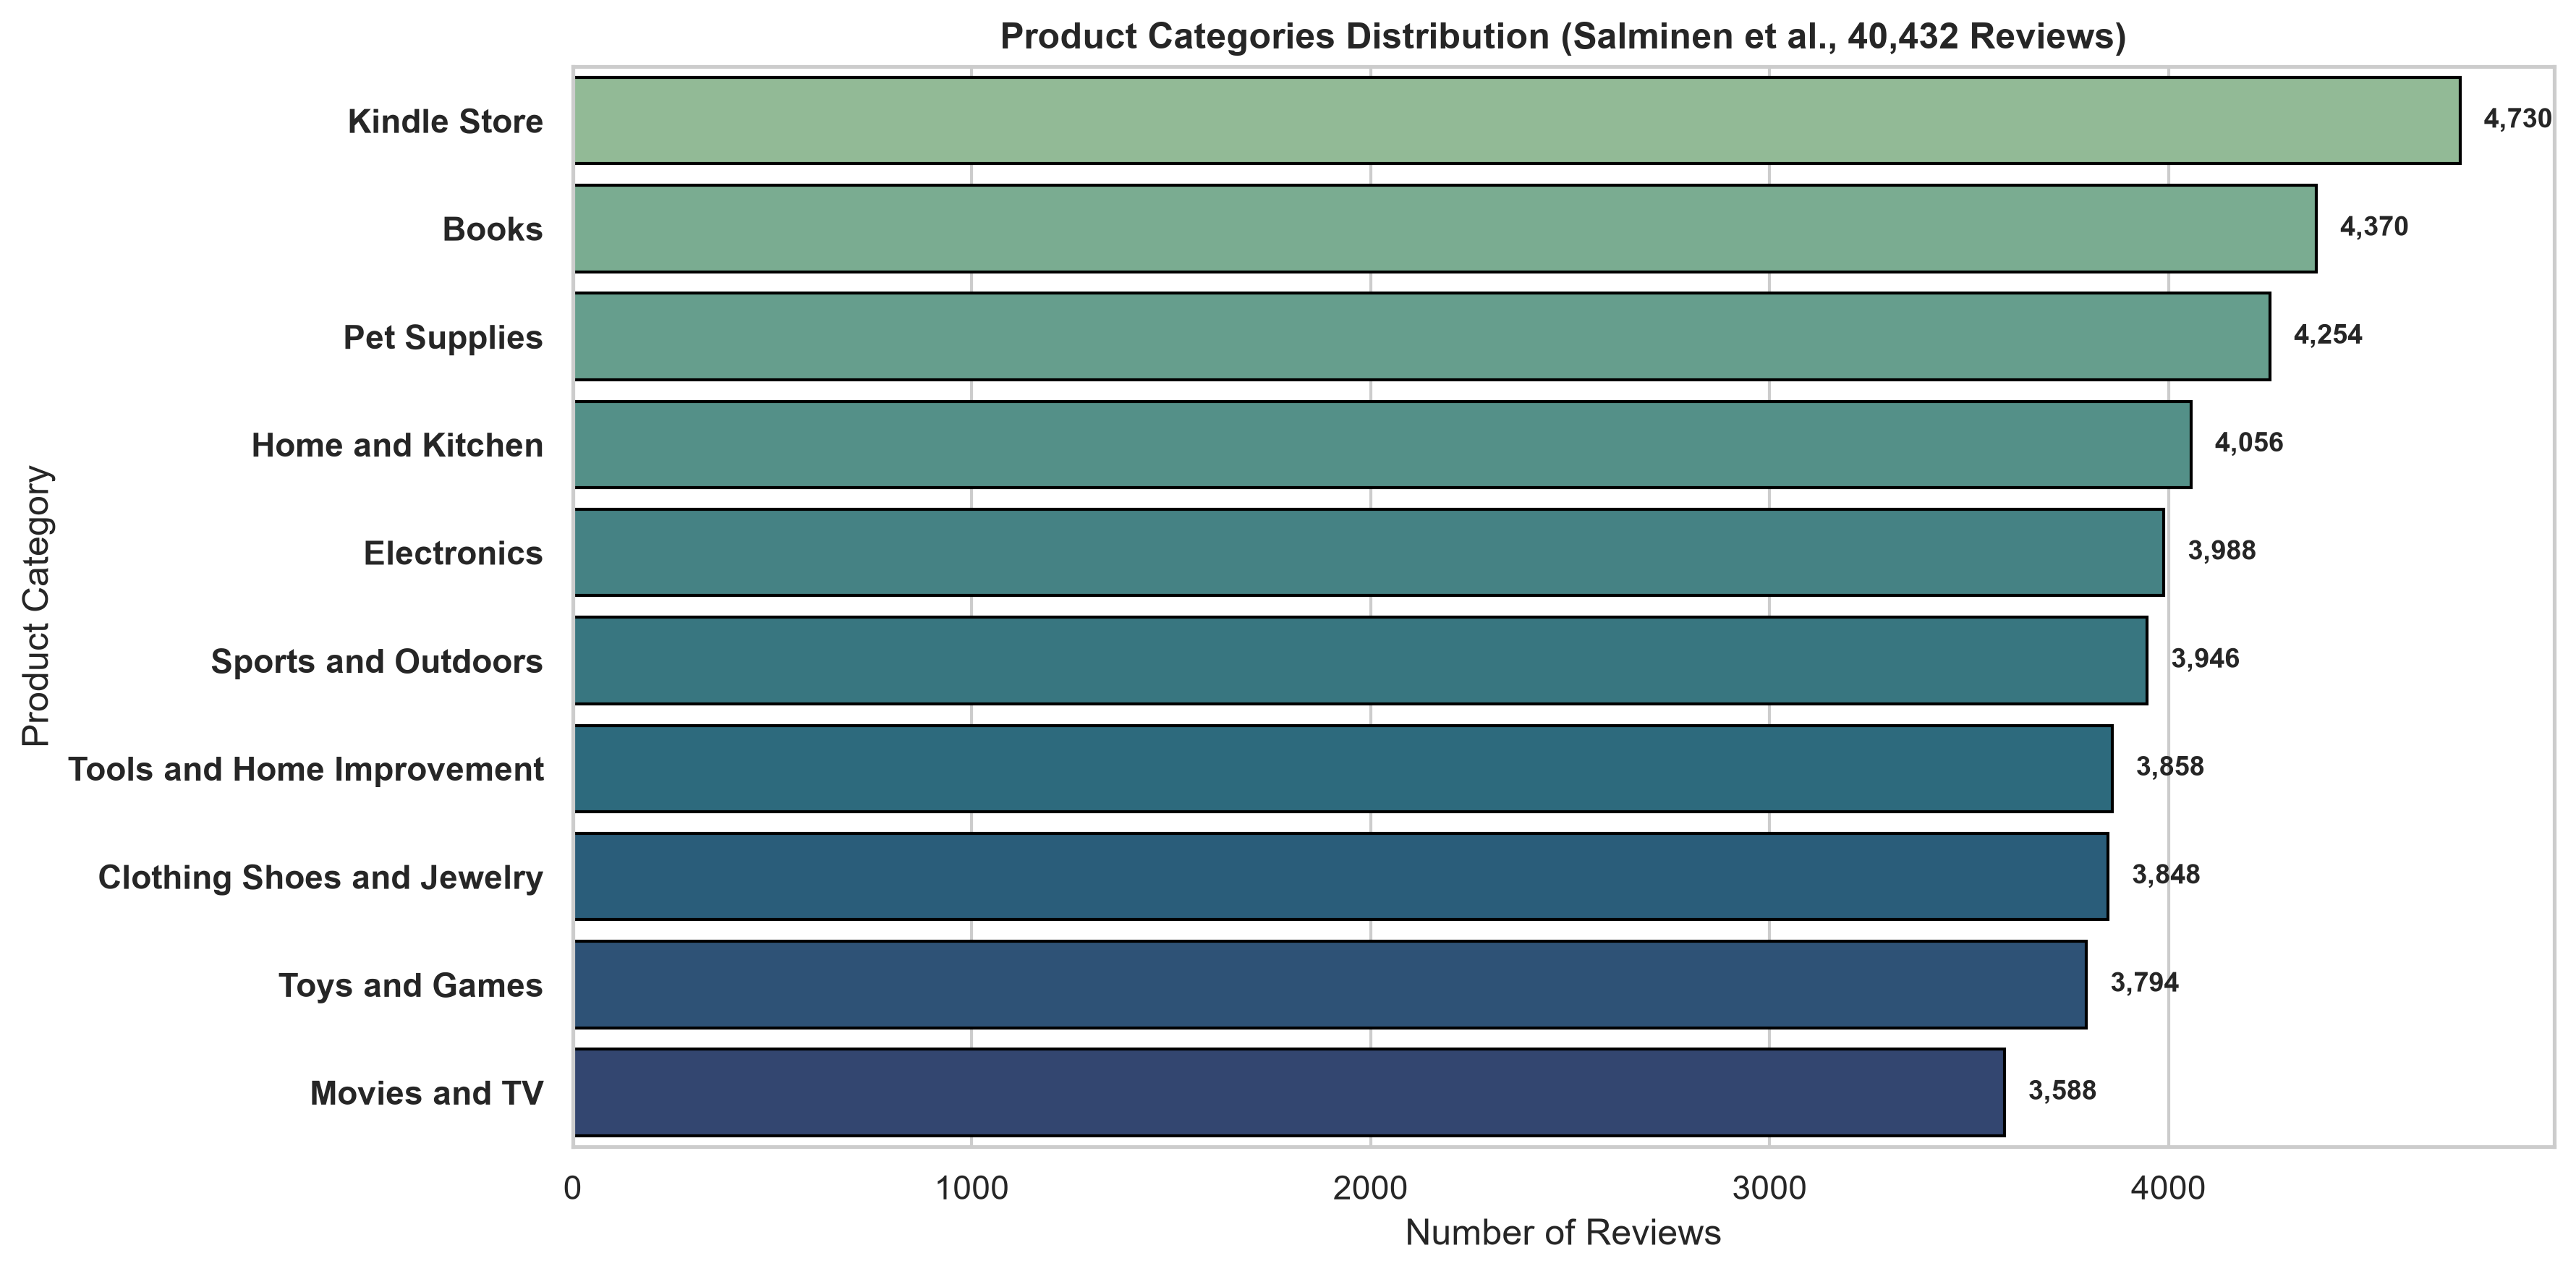 Product Categories Distribution (Salminen et al., 40,432 Reviews)
Product Category
Kindle Store 4,730
Books 4,370
Pet Supplies 4,254
Home and Kitchen 4,056
Electronics 3,988
Sports and Outdoors 3,946
Tools and Home Improvement 3,858
Clothing Shoes and Jewelry 3,848
Toys and Games 3,794
Movies and TV 3,588
0 1000 2000 3000 4000
Number of Reviews